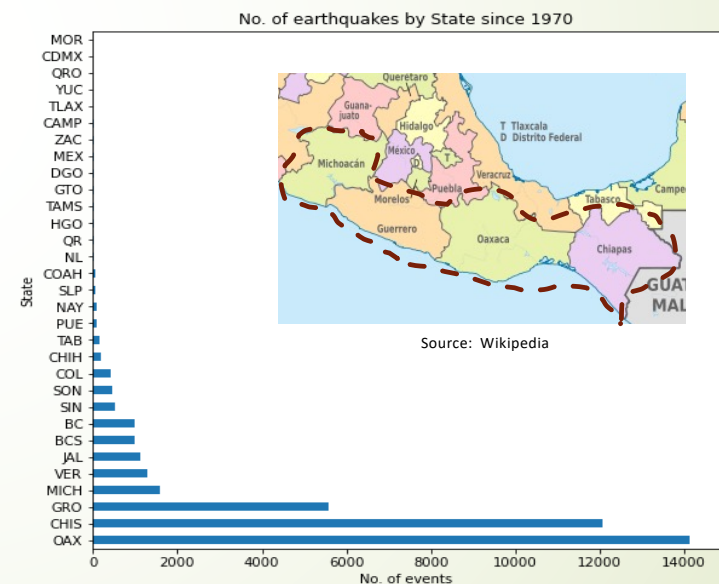 No. of earthquakes by State since 1970
MOR
CDMX
QRO
YUC
TLAX
CAMP
ZAC
MEX
DGO
GTO
TAMS
HGO
QR
NL
COAH
SLP
NAY
PUE
TAB
CHIH
COL
SON
SIN
BC
BCS
JAL
VER
MICH
GRO
CHIS
OAX
State
0 2000 4000 6000 8000 10000 12000 14000
No. of events
Queretaro
Guana-
juato
Hidalgo
T Tlaxcala
D Distrito Federal
México
D
T
Michoacán
Veracruz
Puebla
Morelos
Tabasco
Campe
Guerrero
Oaxaca
Chiapas
GUAT
MAL
Source: Wikipedia